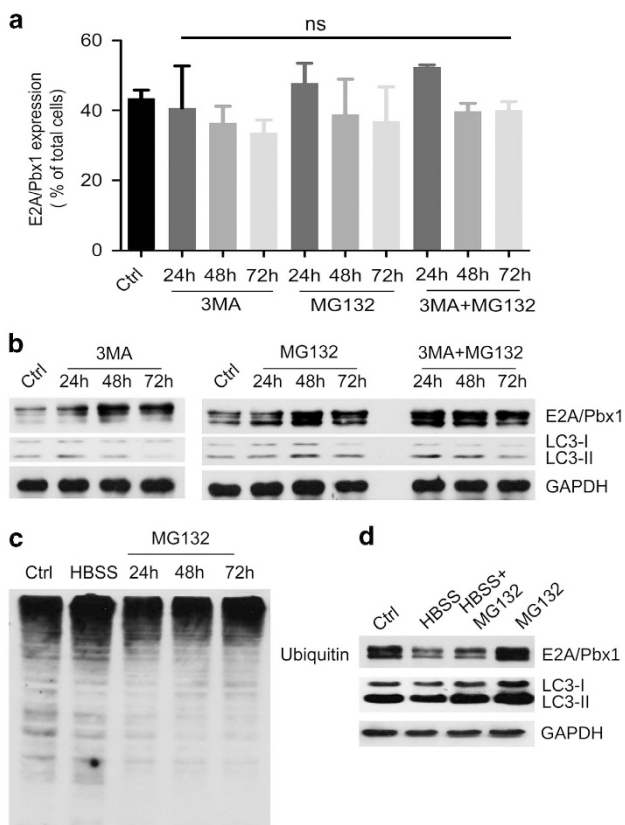 a
ns
E2A/Pbx1 expression
( % of total cells)
60
40
20
0
Ctrl 24h 48h 72h 24h 48h 72h 24h 48h 72h
3MA MG132 3MA+MG132
b
3MA MG132 3MA+MG132
Ctrl 24h 48h 72h Ctrl 24h 48h 72h 24h 48h 72h
E2A/Pbx1
LC3-I
LC3-II
GAPDH
c
MG132
Ctrl HBSS 24h 48h 72h
Ubiquitin
d
Ctrl HBSS HBSS+ MG132 MG132
E2A/Pbx1
LC3-I
LC3-II
GAPDH